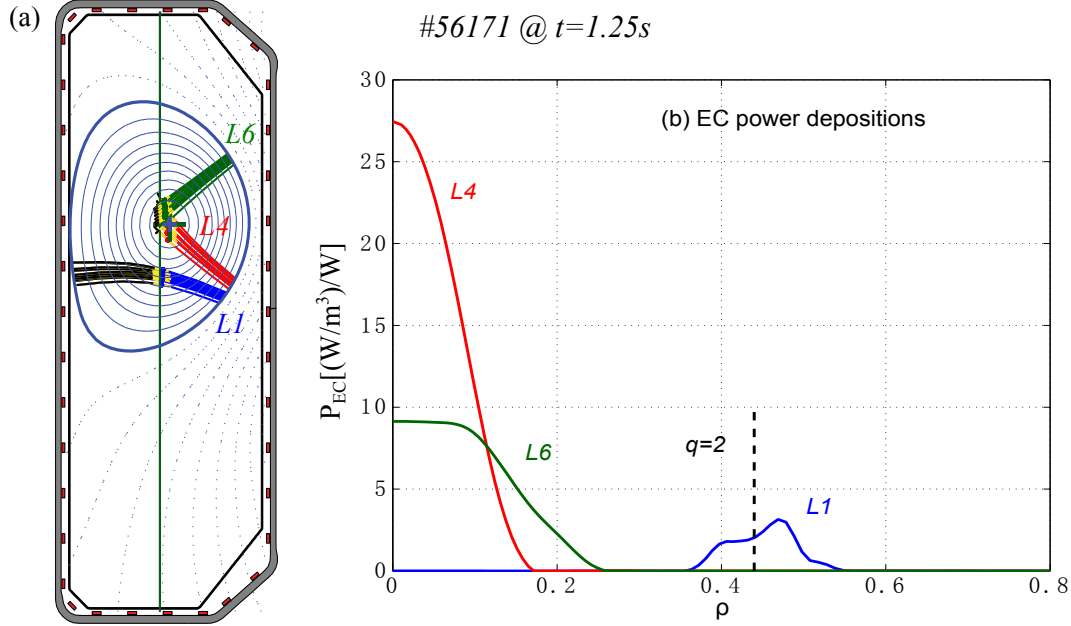 (a)
#56171 @ t=1.25s
L6
L4
L1
30
25
20
15
10
5
0
P_EC[(W/m³)/W]
(b) EC power depositions
L4
L6
q=2
L1
0 0.2 0.4 0.6 0.8
ρ